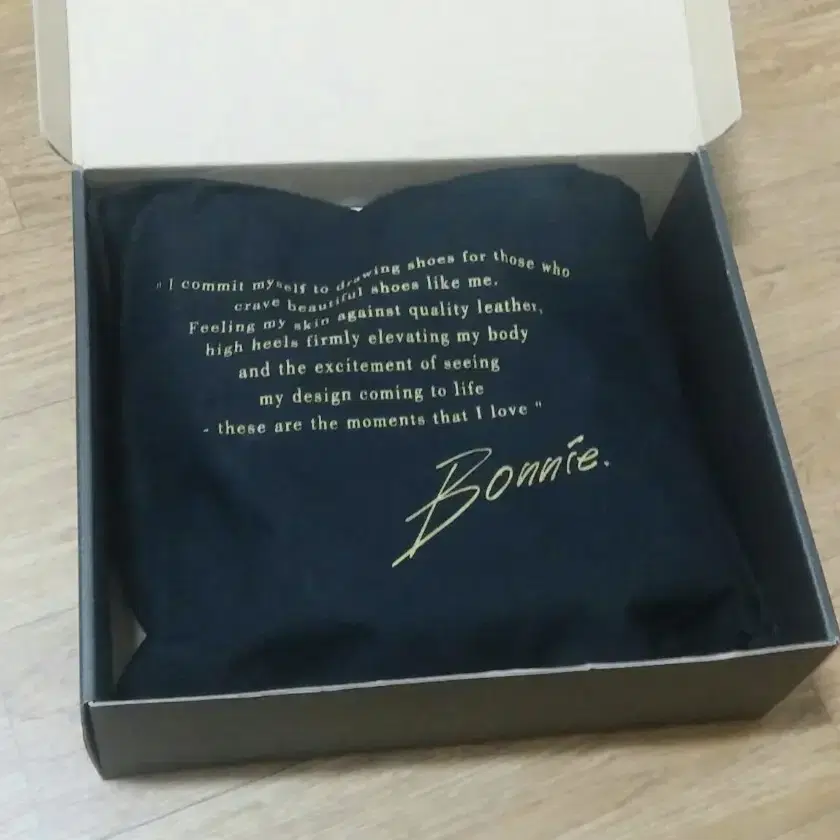 " I commit myself to drawing shoes for those who
crave beautiful shoes like me.
Feeling my skin against quality leather,
high heels firmly elevating my body
and the excitement of seeing
my design coming to life
- these are the moments that I love "
Bonnie.